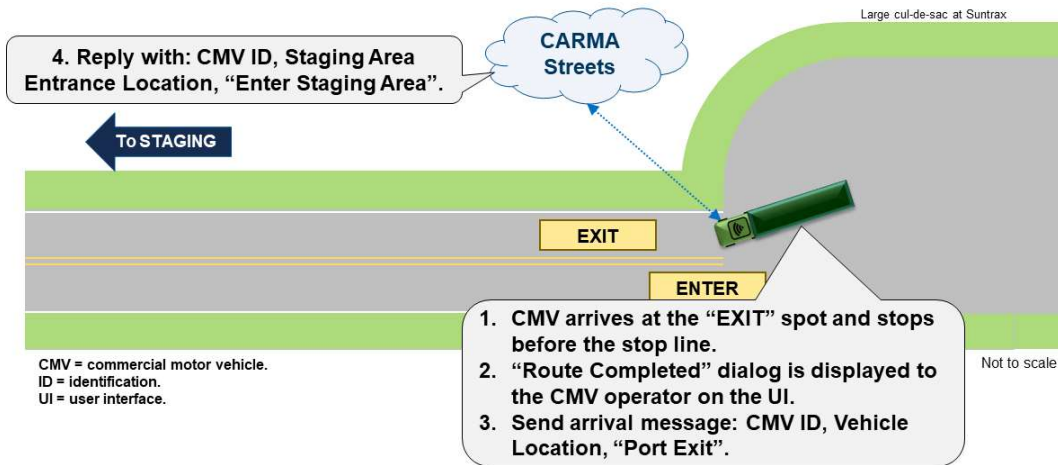 Large cul-de-sac at Suntrax
4. Reply with: CMV ID, Staging Area
Entrance Location, “Enter Staging Area”.
CARMA
Streets
To STAGING
EXIT
ENTER
1. CMV arrives at the “EXIT” spot and stops
before the stop line.
2. “Route Completed” dialog is displayed to
the CMV operator on the UI.
3. Send arrival message: CMV ID, Vehicle
Location, “Port Exit”.
CMV = commercial motor vehicle.
ID = identification.
UI = user interface.
Not to scale